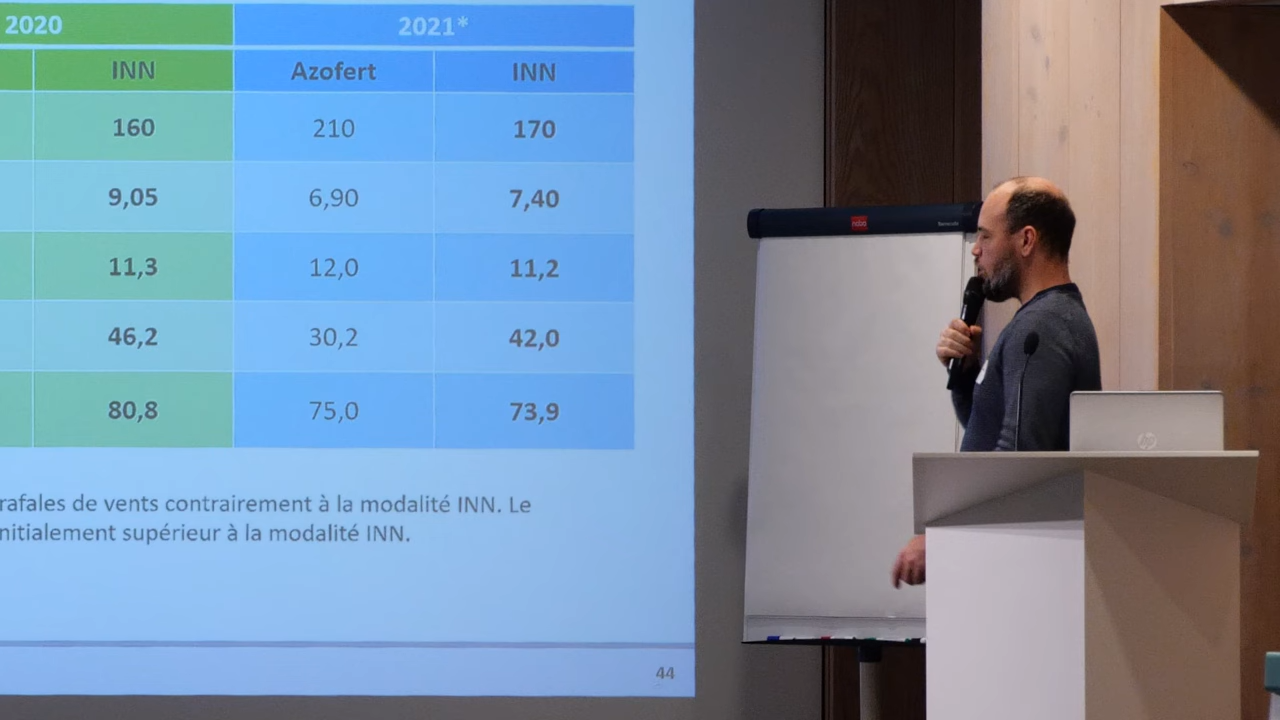 2020 2021*
INN Azofert INN
160 210 170
9,05 6,90 7,40
11,3 12,0 11,2
46,2 30,2 42,0
80,8 75,0 73,9
rafales de vents contrairement à la modalité INN. Le
nitialement supérieur à la modalité INN.
44
nobo
hp